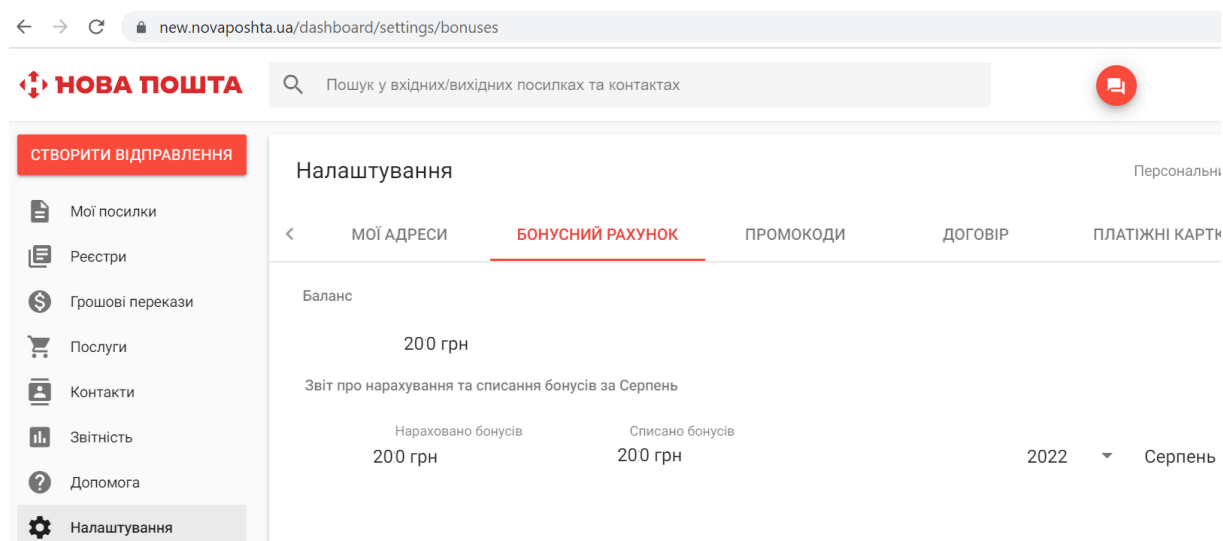 new.novaposhta.ua/dashboard/settings/bonuses
НОВА ПОШТА
Пошук у вхідних/вихідних посилках та контактах
СТВОРИТИ ВІДПРАВЛЕННЯ
Мої посилки
Реєстри
Грошові перекази
Послуги
Контакти
Звітність
Допомога
Налаштування
Налаштування
Персональни
МОЇ АДРЕСИ БОНУСНИЙ РАХУНОК ПРОМОКОДИ ДОГОВІР ПЛАТІЖНІ КАРТК
Баланс
200 грн
Звіт про нарахування та списання бонусів за Серпень
Нараховано бонусів Списано бонусів
200 грн 200 грн 2022 Серпень